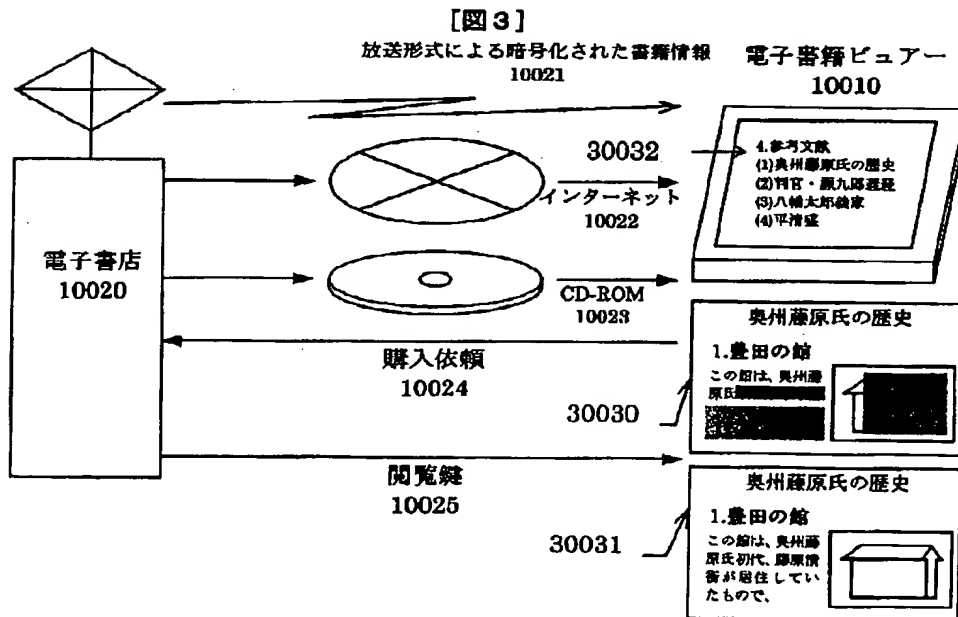 [図3]
放送形式による暗号化された書籍情報
10021
電子書籍ビュアー
10010
30032
4.参考文献
(1)奥州藤原氏の歴史
(2)判官・源九郎義経
(3)八幡太郎義家
(4)平清盛
インターネット
10022
電子書店
10020
CD-ROM
10023
購入依頼
10024
奥州藤原氏の歴史
1.豊田の館
この館は、奥州藤
原氏
30030
閲覧鍵
10025
奥州藤原氏の歴史
1.豊田の館
この館は、奥州藤
原氏初代、藤原清
衡が居住してい
たもので、
30031